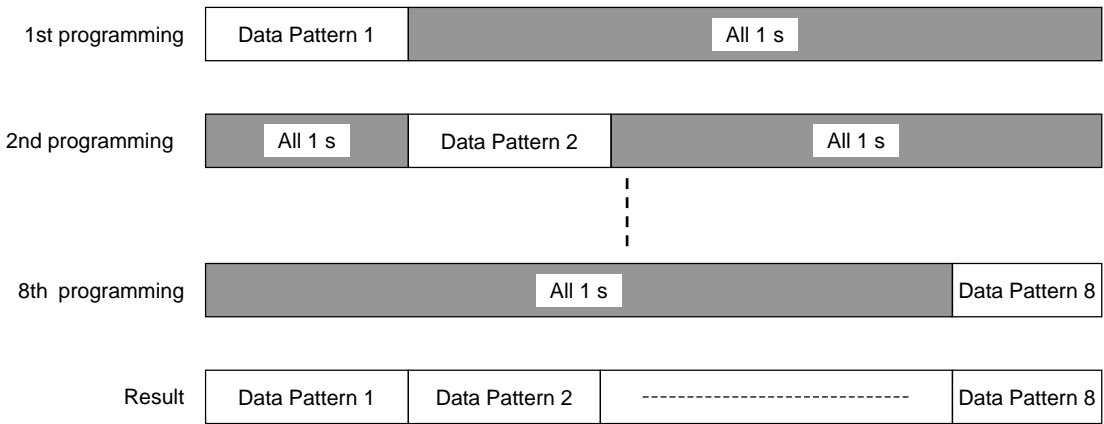 1st programming Data Pattern 1 All 1 s
2nd programming All 1 s Data Pattern 2 All 1 s
8th programming All 1 s Data Pattern 8
Result Data Pattern 1 Data Pattern 2 Data Pattern 8